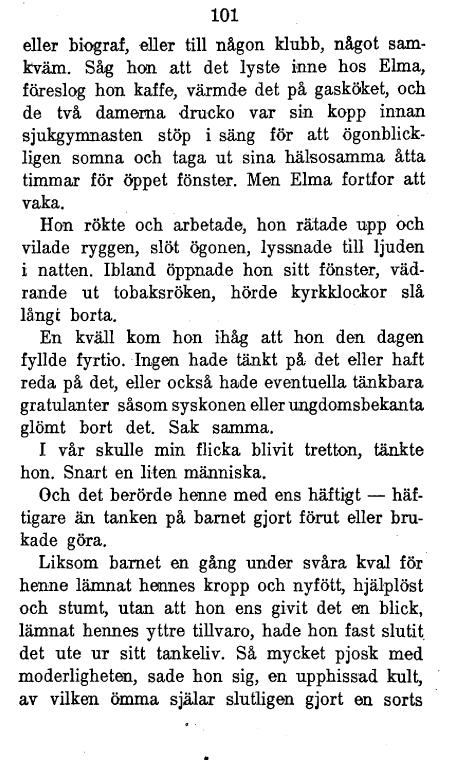 101
eller biograf, eller till någon klubb, något sam-
kväm. Såg hon att det lyste inne hos Elma,
föreslog hon kaffe, värmde det på gasköket, och
de två damerna drucko var sin kopp innan
sjukgymnasten stöp i säng för att ögonblick-
ligen somna och taga ut sina hälsosamma åtta
timmar för öppet fönster. Men Elma fortfor att
vaka.
Hon rökte och arbetade, hon rätade upp och
vilade ryggen, slöt ögonen, lyssnade till ljuden
i natten. Ibland öppnade hon sitt fönster, väd-
rande ut tobaksröken, hörde kyrkklockor slå
långt borta.
En kväll kom hon ihåg att hon den dagen
fyllde fyrtio. Ingen hade tänkt på det eller haft
reda på det, eller också hade eventuella tänkbara
gratulanter såsom syskonen eller ungdomsbekanta
glömt bort det. Sak samma.
I vår skulle min flicka blivit tretton, tänkte
hon. Snart en liten människa.
Och det berörde henne med ens häftigt — häf-
tigare än tanken på barnet gjort förut eller bru-
kade göra.
Liksom barnet en gång under svåra kval för
henne lämnat hennes kropp och nyfött, hjälplöst
och stumt, utan att hon ens givit det en blick,
lämnat hennes yttre tillvaro, hade hon fast slutit
det ute ur sitt tankeliv. Så mycket pjosk med
moderligheten, sade hon sig, en upphissad kult,
av vilken ömma själar slutligen gjort en sorts